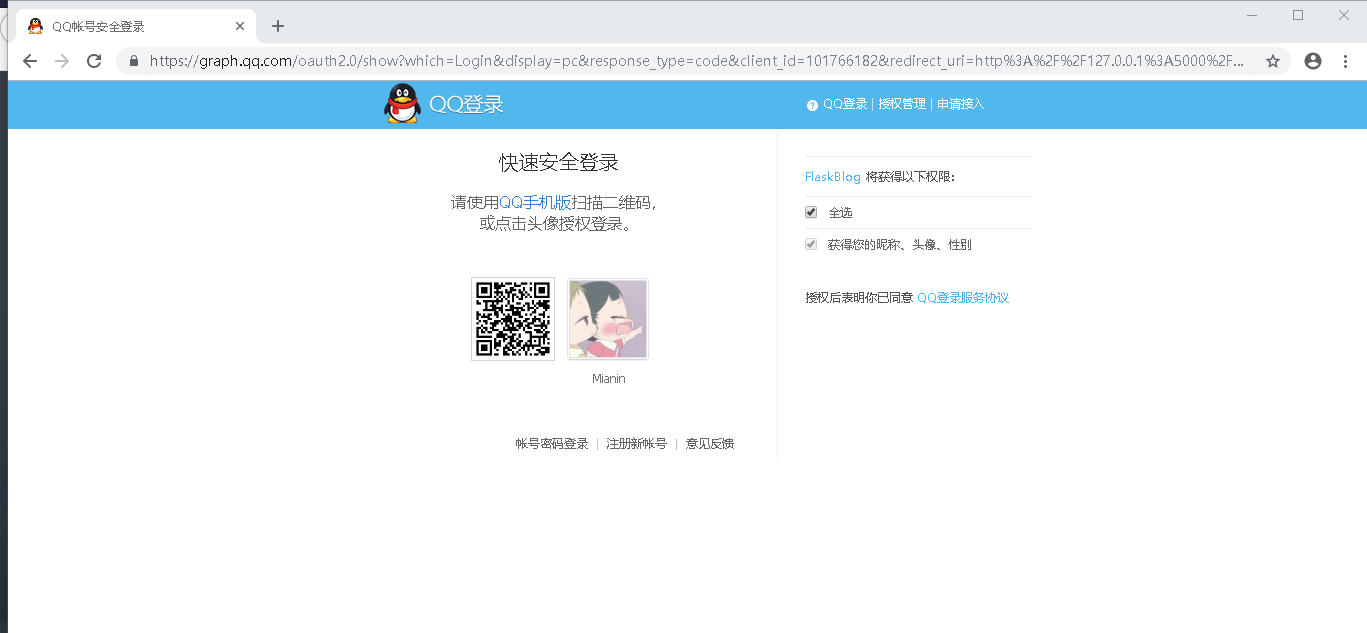 QQ帐号安全登录
https://graph.qq.com/oauth2.0/show?which=Login&display=pc&response_type=code&client_id=101766182&redirect_uri=http%3A%2F%2F127.0.0.1%3A5000%2F...
QQ登录
? QQ登录 | 授权管理 | 申请接入
快速安全登录
请使用QQ手机版扫描二维码，
或点击头像授权登录。
Mianin
帐号密码登录 | 注册新帐号 | 意见反馈
FlaskBlog 将获得以下权限：
全选
获得您的昵称、头像、性别
授权后表明你已同意 QQ登录服务协议